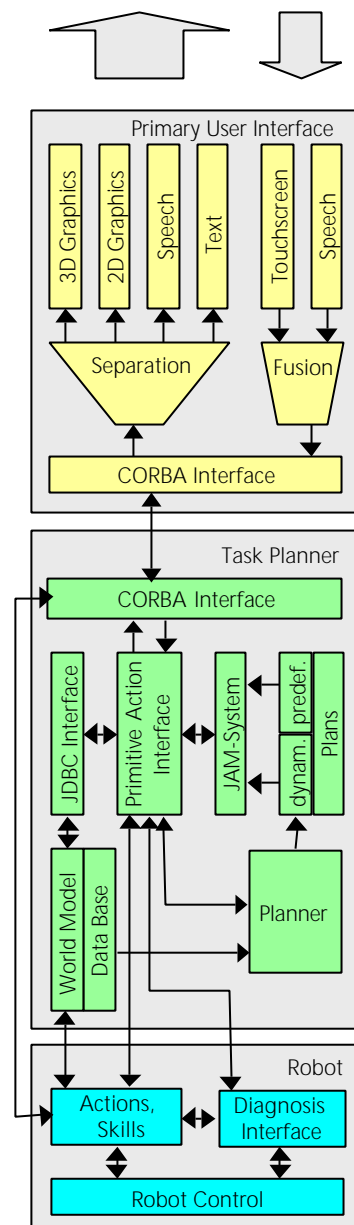 Primary User Interface
3D Graphics
2D Graphics
Speech
Text
Touchscreen
Speech
Separation
Fusion
CORBA Interface
Task Planner
CORBA Interface
JDBC Interface
Primitive Action
Interface
JAM-System
dynam.
predef.
Plans
World Model
Data Base
Planner
Robot
Actions,
Skills
Diagnosis
Interface
Robot Control